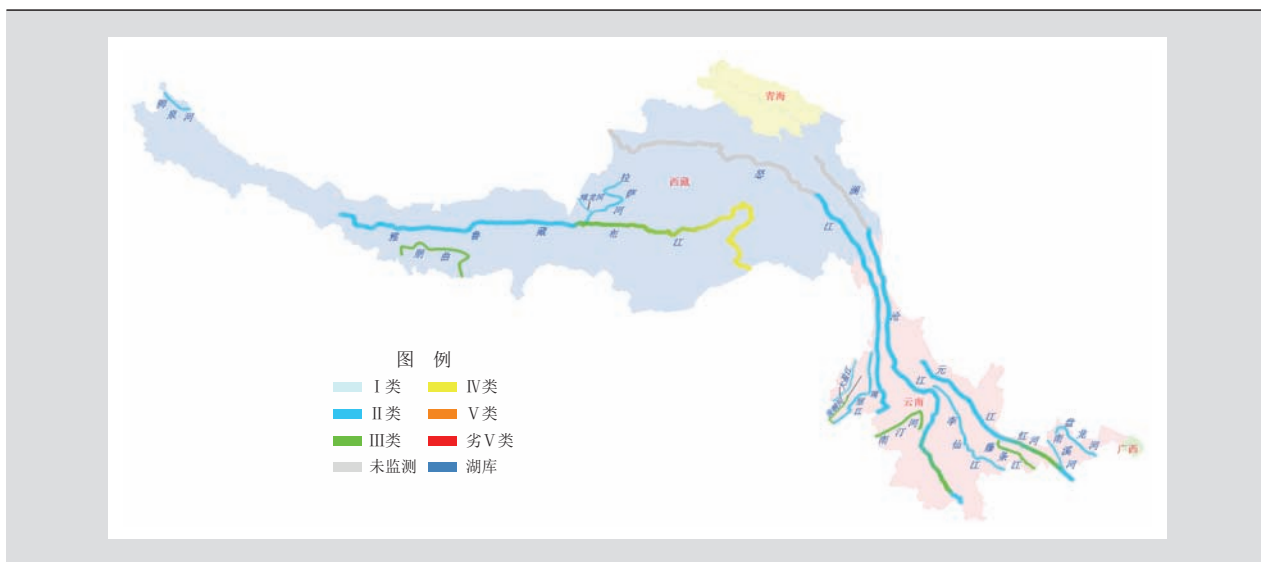 青海
狮泉河
西藏
拉萨河
怒江
澜沧江
雅鲁藏布江
朋曲
图 例
Ⅰ类
Ⅳ类
Ⅱ类
Ⅴ类
Ⅲ类
劣Ⅴ类
未监测
湖库
云南
元江
李仙江
南汀河
藤条江
红河
南溪河
盘龙河
广西